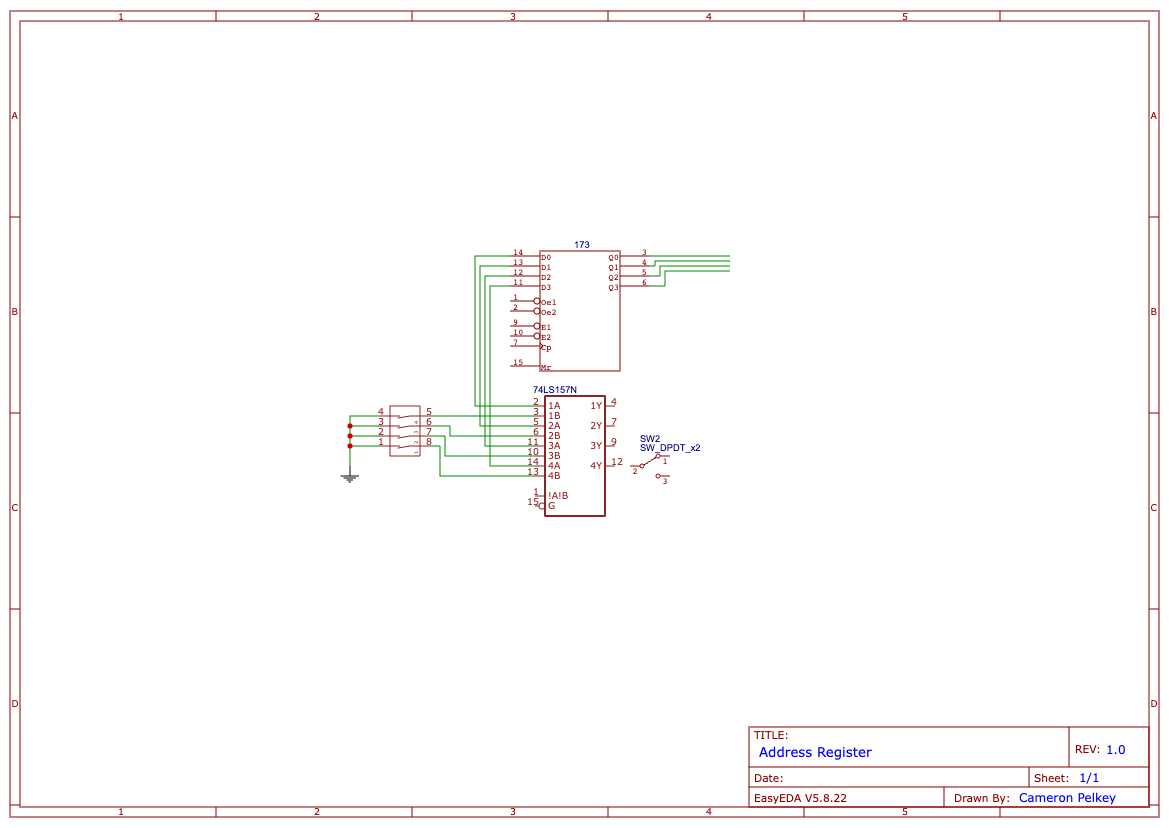 1 2 3 4 5
A A
B B
C C
D D
173
14 D0 Q0 3
13 D1 Q1 4
12 D2 Q2 5
11 D3 Q3 6
1 Oe1
2 Oe2
9 E1
10 E2
7 Cp
15 Mr
74LS157N
2 1A 1Y 4
3 1B
5 2A 2Y 7
6 2B
11 3A 3Y 9
10 3B
14 4A 4Y 12
13 4B
1 !A!B
15 G
4 5
3 6
2 7
1 8
4
3
2
1
SW2
SW_DPDT_x2
1
2
3
TITLE:
Address Register
REV: 1.0
Date:
Sheet: 1/1
EasyEDA V5.8.22
Drawn By: Cameron Pelkey
1 2 3 4 5